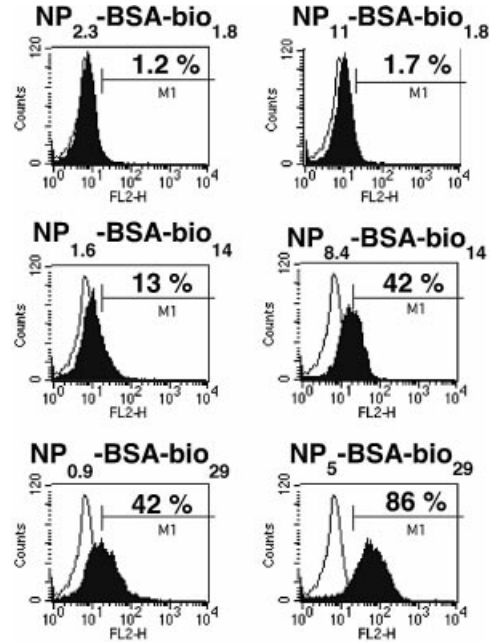 NP2.3-BSA-bio1.8
120
1.2 %
M1
Counts
0
10^0 10^1 10^2 10^3 10^4
FL2-H
NP11-BSA-bio1.8
120
1.7 %
M1
Counts
0
10^0 10^1 10^2 10^3 10^4
FL2-H
NP1.6-BSA-bio14
120
13 %
M1
Counts
0
10^0 10^1 10^2 10^3 10^4
FL2-H
NP8.4-BSA-bio14
120
42 %
M1
Counts
0
10^0 10^1 10^2 10^3 10^4
FL2-H
NP0.9-BSA-bio29
120
42 %
M1
Counts
0
10^0 10^1 10^2 10^3 10^4
FL2-H
NP5-BSA-bio29
120
86 %
M1
Counts
0
10^0 10^1 10^2 10^3 10^4
FL2-H